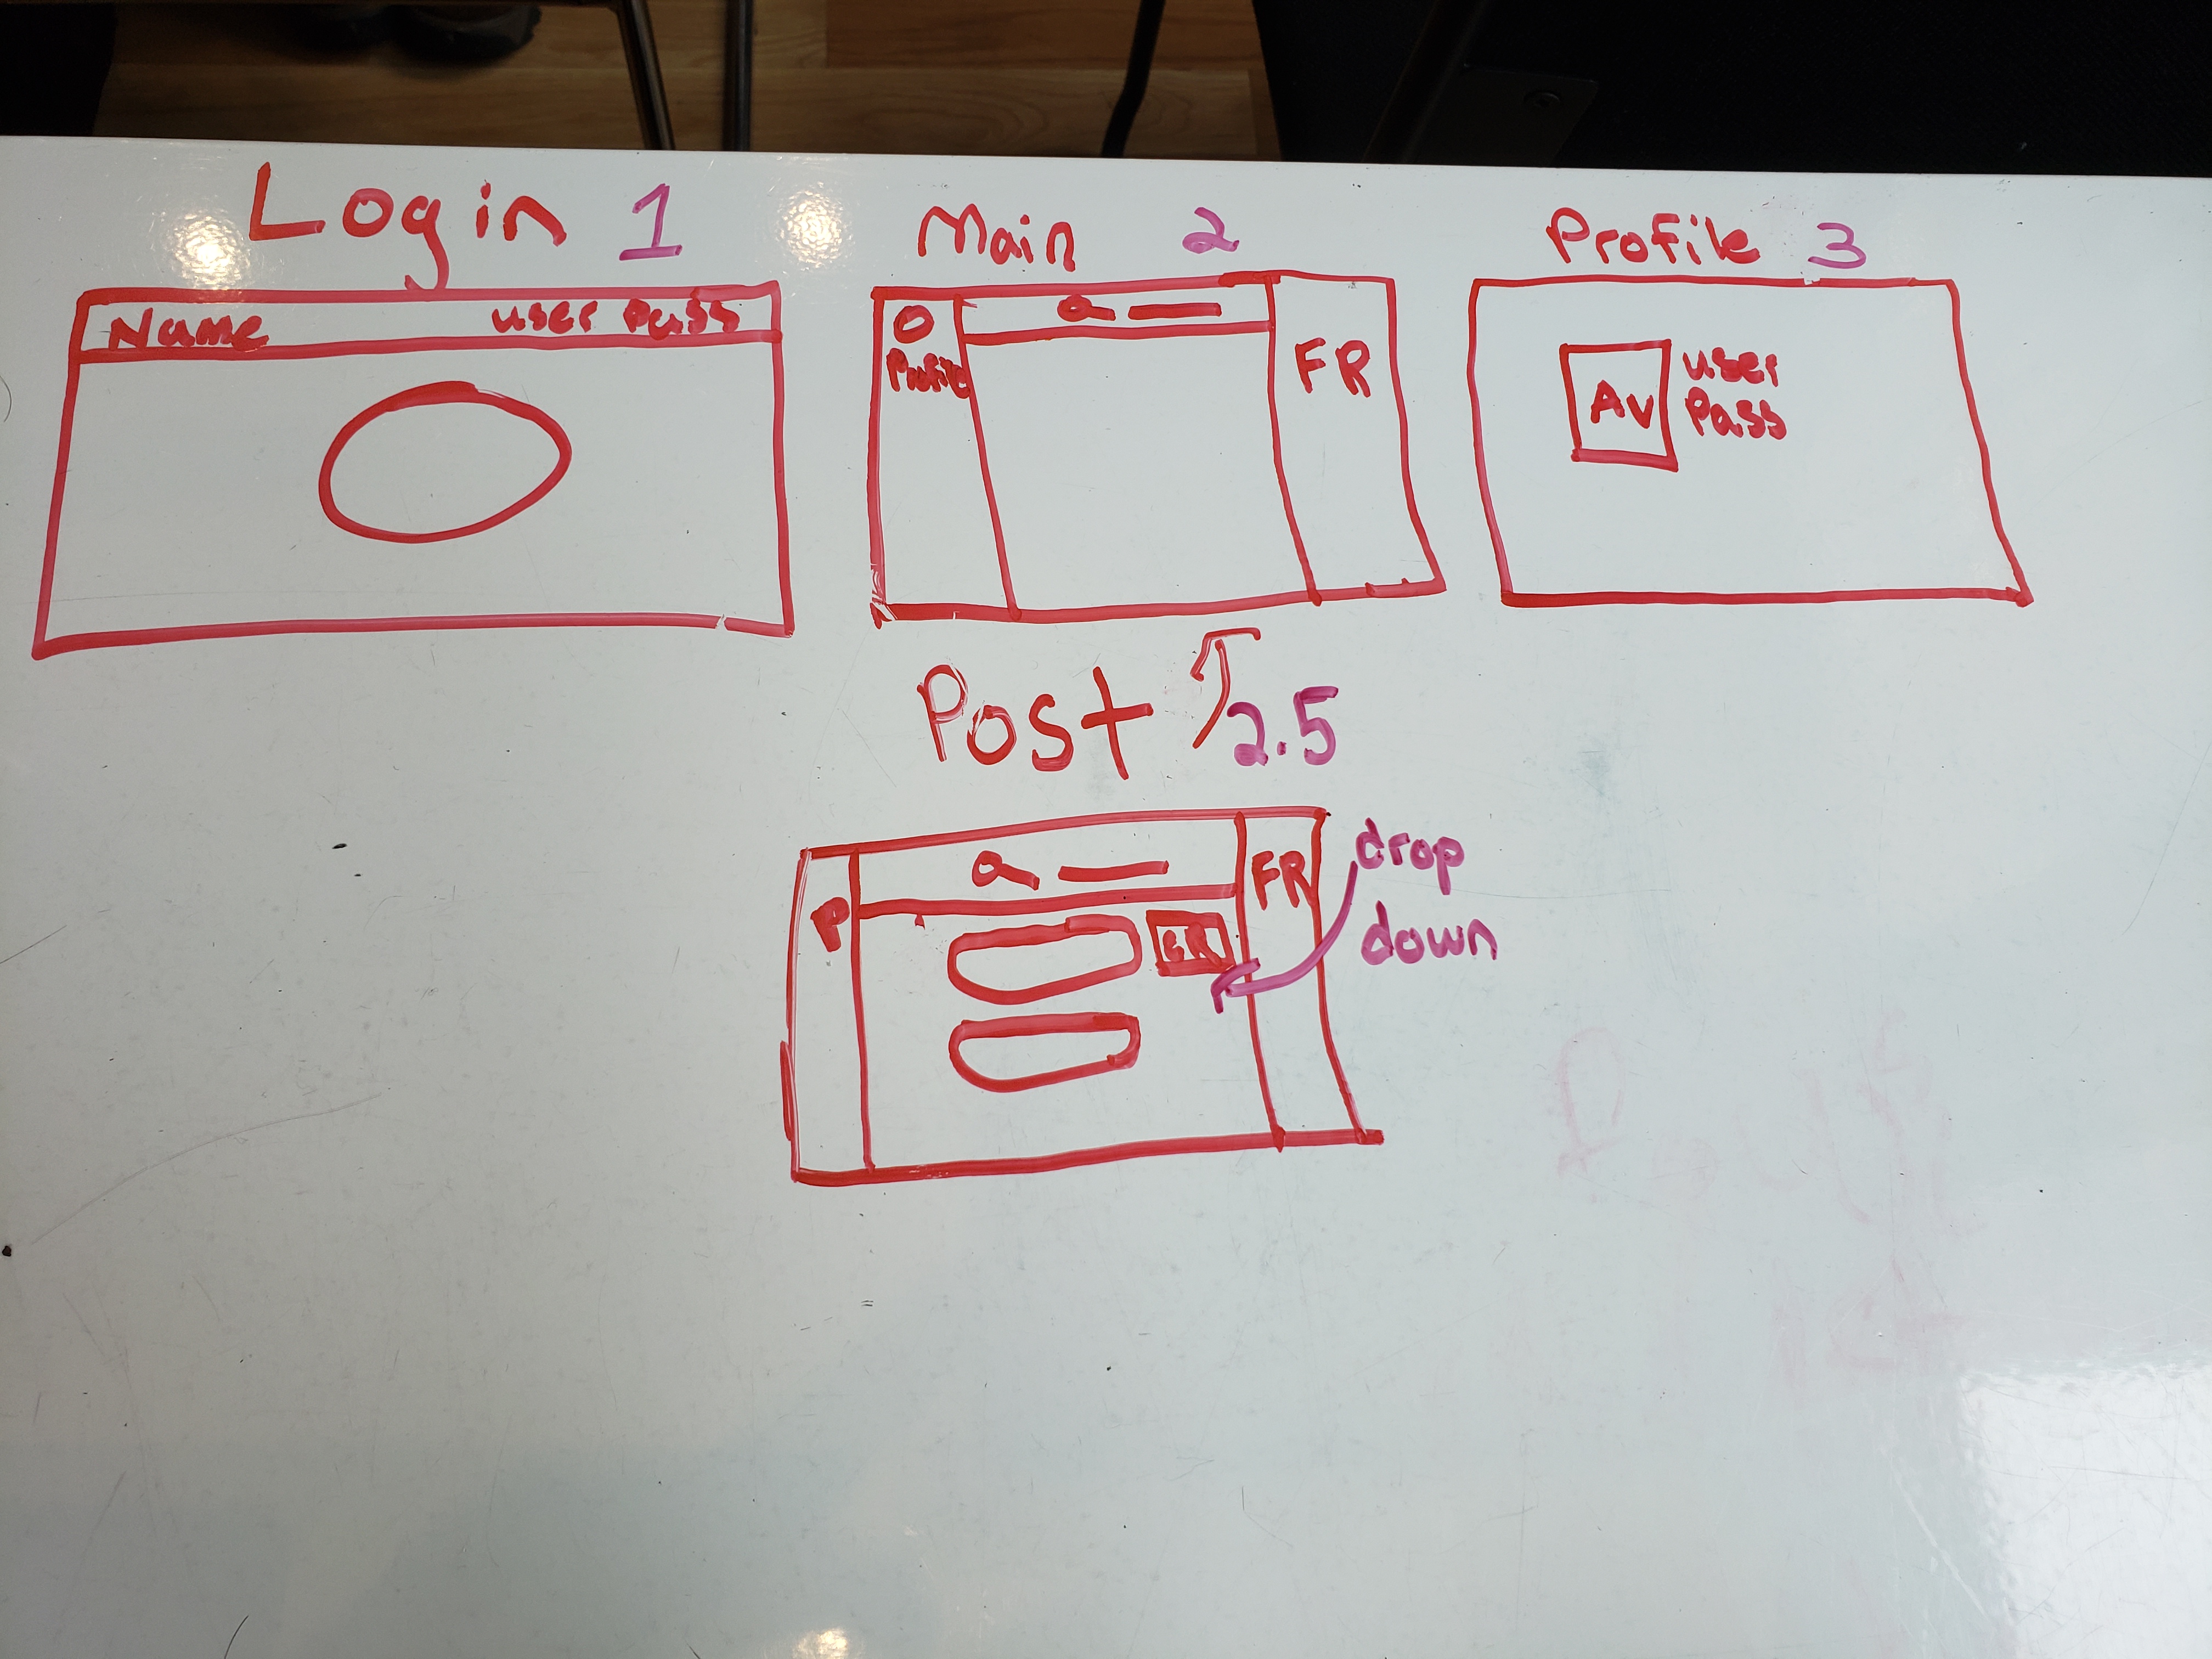 Login 1
Name user Pass
Main 2
FR
Profile 3
Av
user
pass
Post 2.5
P
FR
drop
down